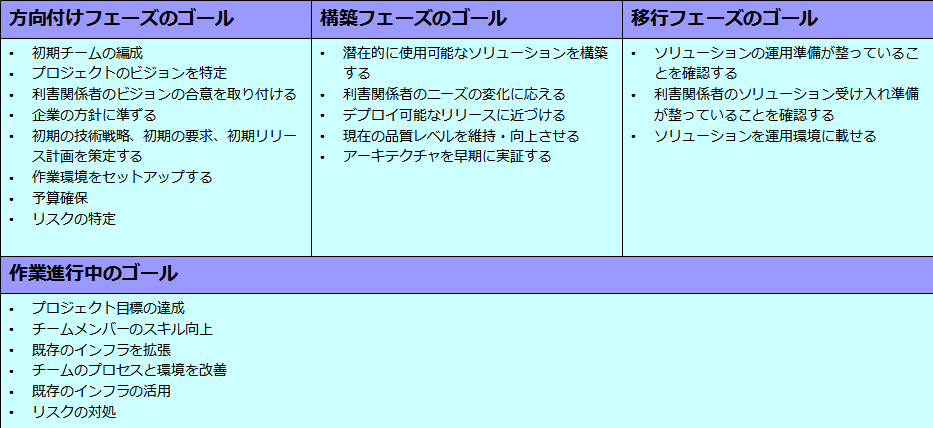 方向付けフェーズのゴール
• 初期チームの編成
• プロジェクトのビジョンを特定
• 利害関係者のビジョンの合意を取り付ける
• 企業の方針に準ずる
• 初期の技術戦略、初期の要求、初期リリー
ス計画を策定する
• 作業環境をセットアップする
• 予算確保
• リスクの特定
構築フェーズのゴール
• 潜在的に使用可能なソリューションを構築
する
• 利害関係者のニーズの変化に応える
• デプロイ可能なリリースに近づける
• 現在の品質レベルを維持・向上させる
• アーキテクチャを早期に実証する
移行フェーズのゴール
• ソリューションの運用準備が整っているこ
とを確認する
• 利害関係者のソリューション受け入れ準備
が整っていることを確認する
• ソリューションを運用環境に載せる
作業進行中のゴール
• プロジェクト目標の達成
• チームメンバーのスキル向上
• 既存のインフラを拡張
• チームのプロセスと環境を改善
• 既存のインフラの活用
• リスクの対処